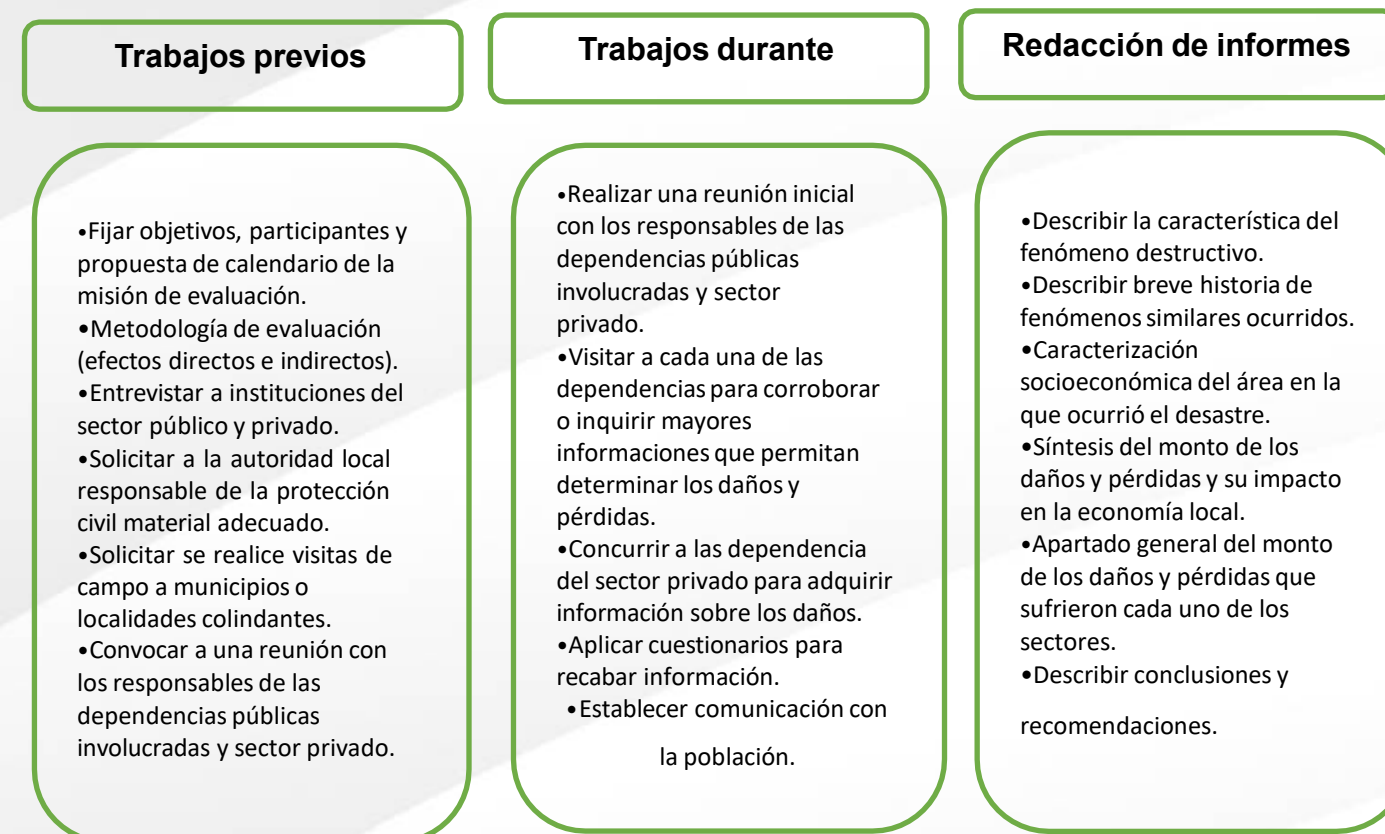 Trabajos previos
•Fijar objetivos, participantes y
propuesta de calendario de la
misión de evaluación.
•Metodología de evaluación
(efectos directos e indirectos).
•Entrevistar a instituciones del
sector público y privado.
•Solicitar a la autoridad local
responsable de la protección
civil material adecuado.
•Solicitar se realice visitas de
campo a municipios o
localidades colindantes.
•Convocar a una reunión con
los responsables de las
dependencias públicas
involucradas y sector privado.
Trabajos durante
•Realizar una reunión inicial
con los responsables de las
dependencias públicas
involucradas y sector
privado.
•Visitar a cada una de las
dependencias para corroborar
o inquirir mayores
informaciones que permitan
determinar los daños y
pérdidas.
•Concurrir a las dependencia
del sector privado para adquirir
información sobre los daños.
•Aplicar cuestionarios para
recabar información.
•Establecer comunicación con
la población.
Redacción de informes
•Describir la característica del
fenómeno destructivo.
•Describir breve historia de
fenómenos similares ocurridos.
•Caracterización
socioeconómica del área en la
que ocurrió el desastre.
•Síntesis del monto de los
daños y pérdidas y su impacto
en la economía local.
•Apartado general del monto
de los daños y pérdidas que
sufrieron cada uno de los
sectores.
•Describir conclusiones y
recomendaciones.